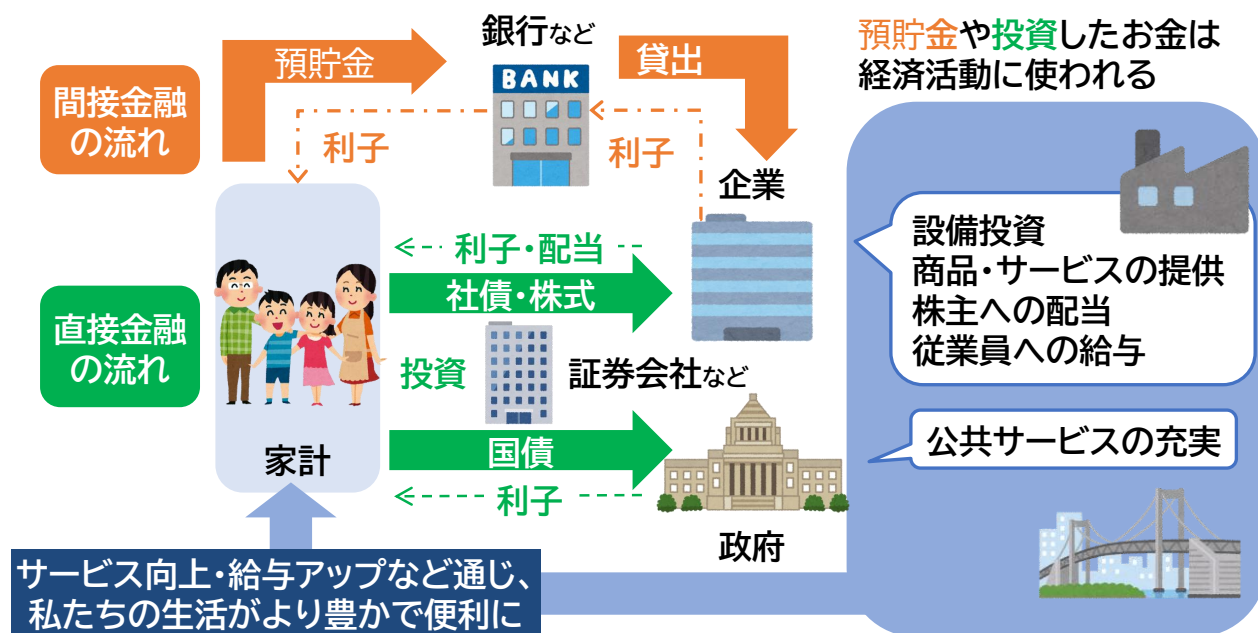 銀行など
預貯金
貸出
BANK
間接金融
の流れ
利子
利子
企業
利子・配当
社債・株式
直接金融
の流れ
投資
証券会社など
国債
家計
利子
政府
預貯金や投資したお金は
経済活動に使われる
設備投資
商品・サービスの提供
株主への配当
従業員への給与
公共サービスの充実
サービス向上・給与アップなど通じ、
私たちの生活がより豊かで便利に